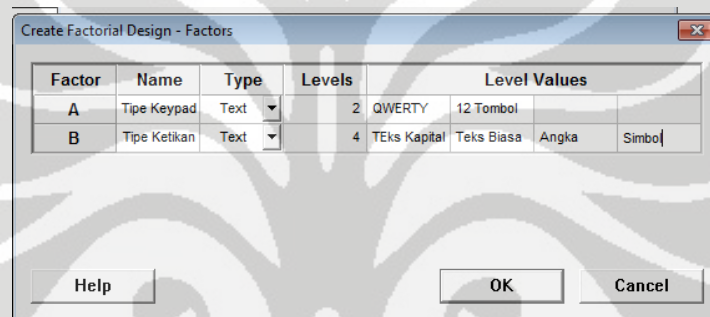 Create Factorial Design - Factors
Factor Name Type Levels Level Values
A Tipe Keypad Text 2 QWERTY 12 Tombol
B Tipe Ketikan Text 4 TEks Kapital Teks Biasa Angka Simbol
Help OK Cancel